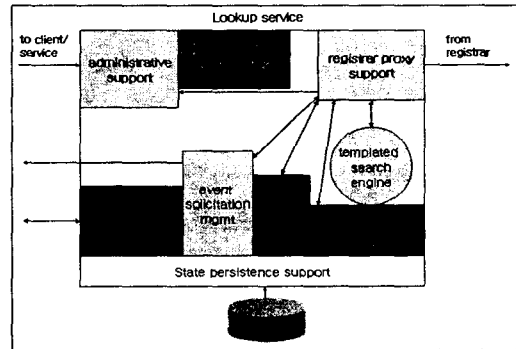 Lookup service
to client/
service
from
registrar
administrative
support
registrar proxy
support
templated
search
engine
event
solicitation
mgmt
State persistence support